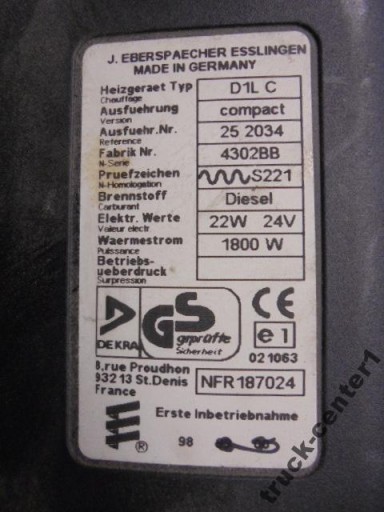 J. EBERSPAECHER ESSLINGEN
MADE IN GERMANY
Heizgeraet Typ D1L C
Chauffage
Ausfuehrung compact
Version
Ausfuehr.Nr. 25 2034
Reference
Fabrik Nr. 4302BB
N-Serie
Pruefzeichen S221
N-Homologation
Brennstoff Diesel
Carburant
Elektr. Werte 22W 24V
Valeur electr
Waermestrom 1800 W
Puissance
Betriebs-
ueberdruck
Surpression
DEKRA
GS
geprüfte
Sicherheit
CE
e1
021063
8,rue Proudhon
93213 St.Denis
France
NFR187024
Erste Inbetriebnahme
® 98
truck-center1